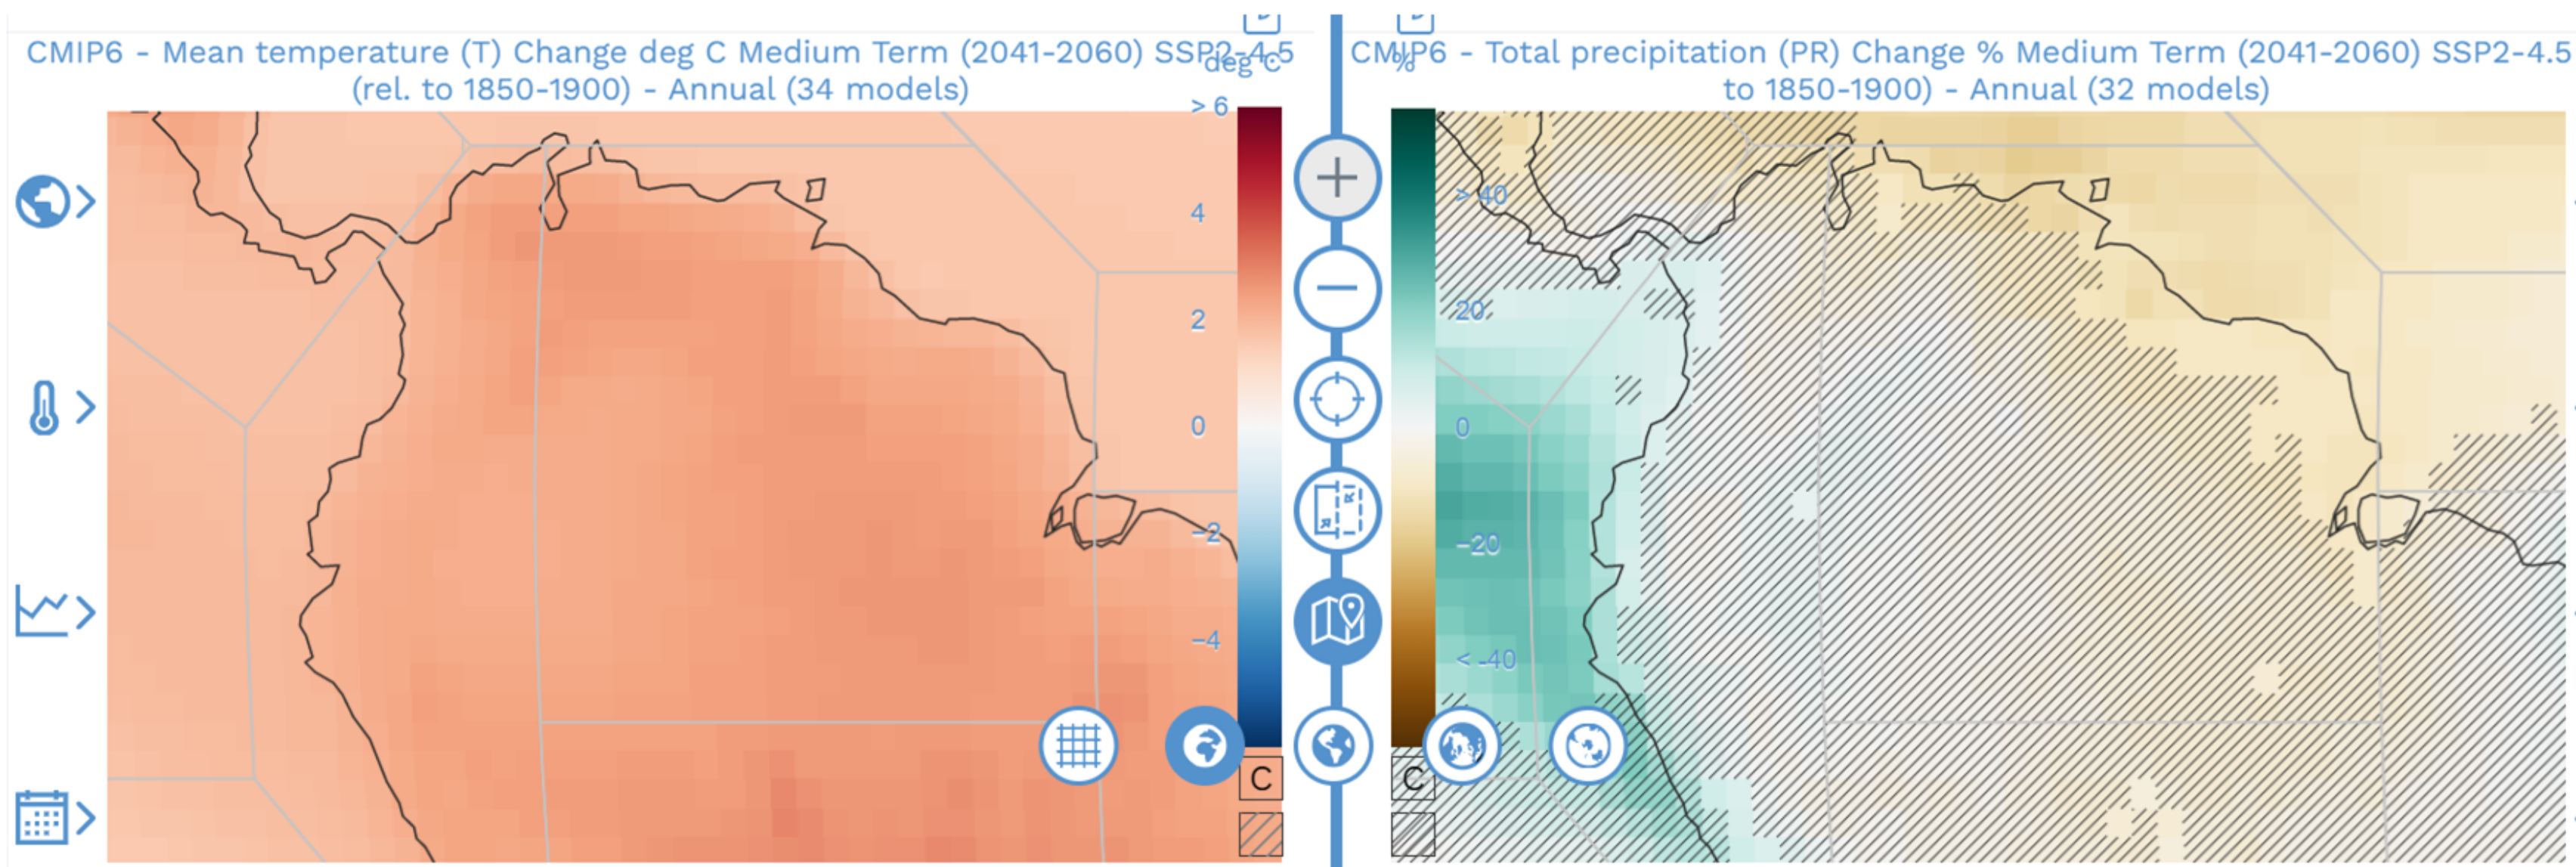 CMIP6 - Mean temperature (T) Change deg C Medium Term (2041-2060) SSP2-4.5
(rel. to 1850-1900) - Annual (34 models)
deg C
> 6
4
2
0
−2
−4
C
CMIP6 - Total precipitation (PR) Change % Medium Term (2041-2060) SSP2-4.5
to 1850-1900) - Annual (32 models)
%
> 40
20
0
−20
< -40
C